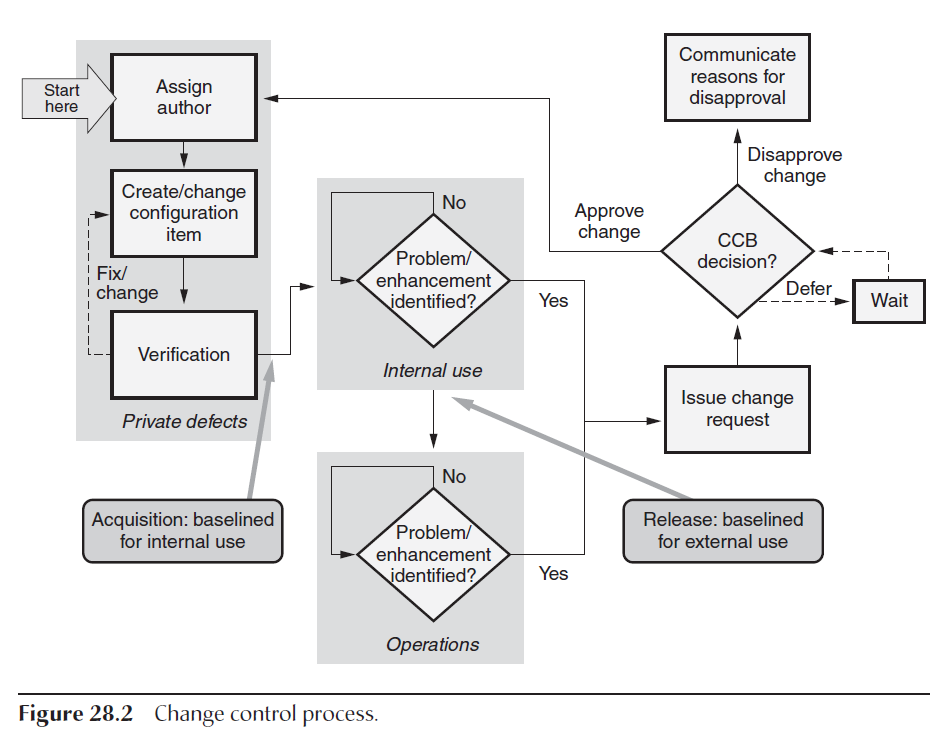 Start
here
Assign
author
Create/change
configuration
item
Fix/
change
Verification
Private defects
Acquisition: baselined
for internal use
No
Problem/
enhancement
identified?
Yes
Internal use
No
Problem/
enhancement
identified?
Yes
Operations
Release: baselined
for external use
Issue change
request
CCB
decision?
Approve
change
Defer
Wait
Disapprove
change
Communicate
reasons for
disapproval
Figure 28.2 Change control process.